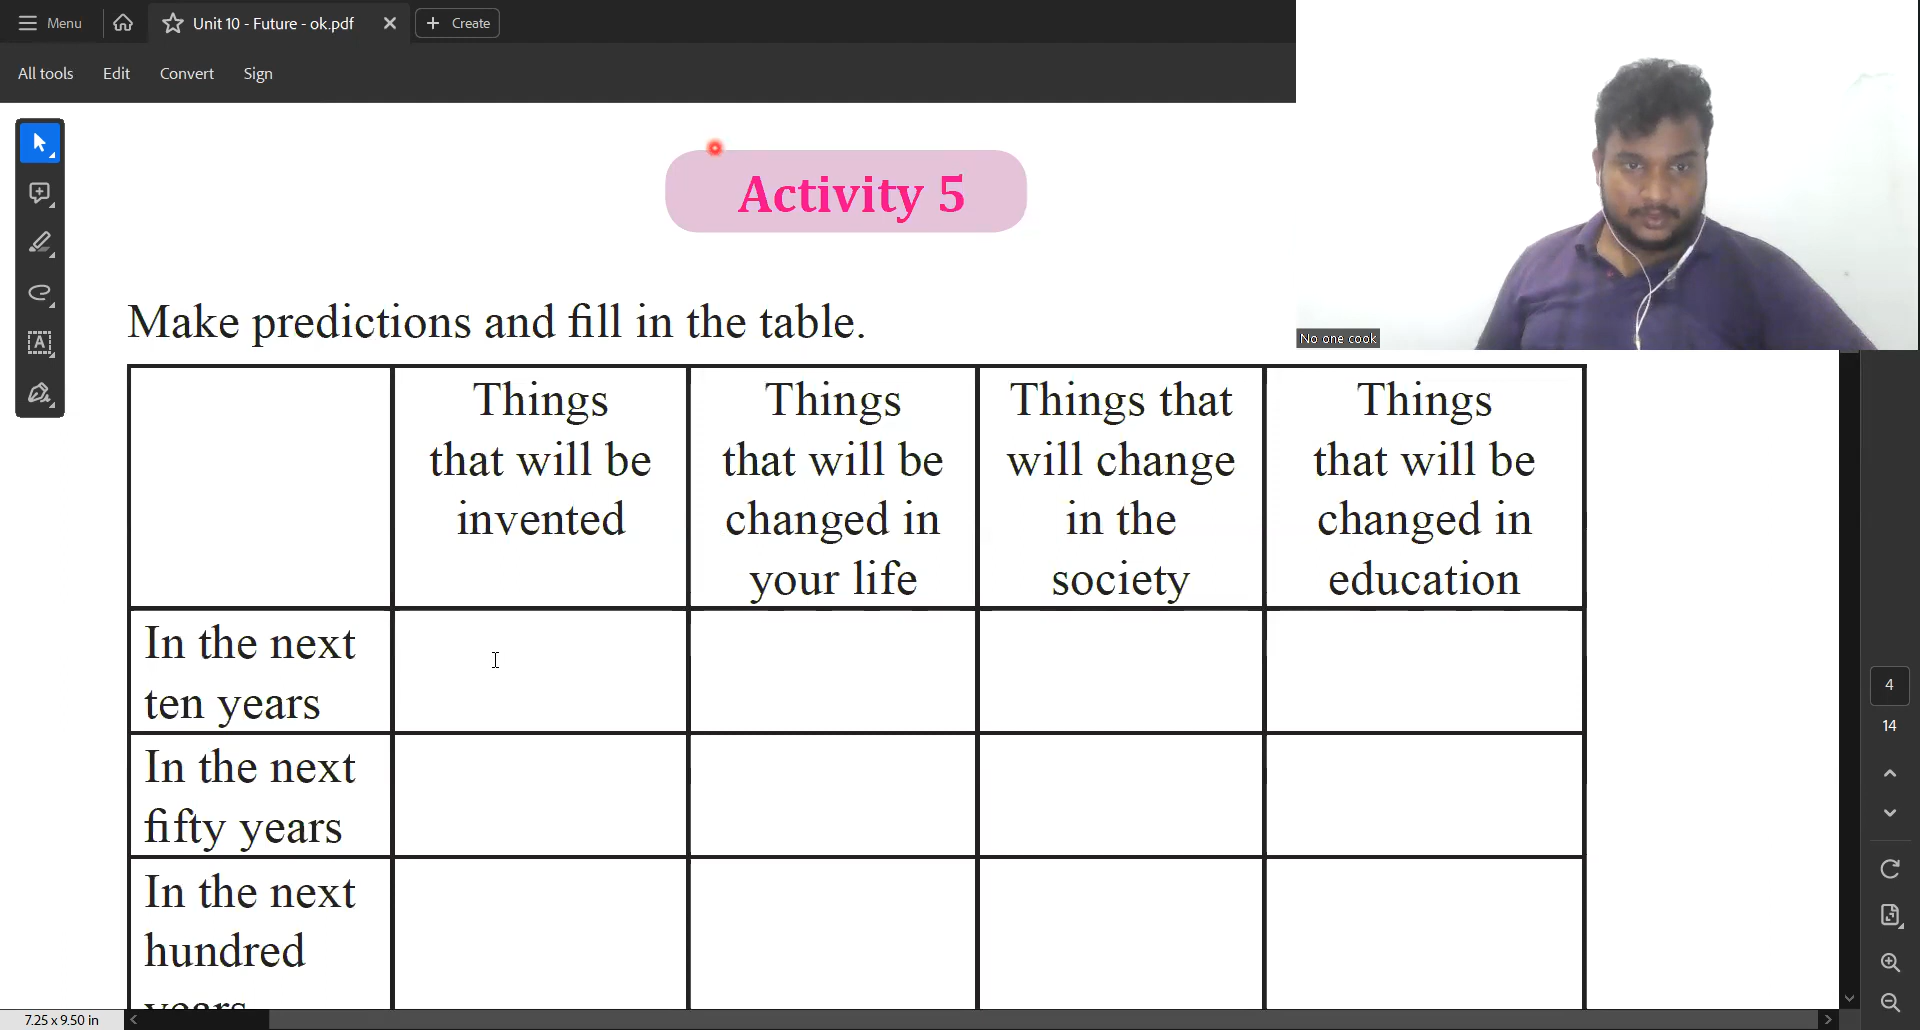 Menu
Unit 10 - Future - ok.pdf
Create
All tools Edit Convert Sign
Activity 5
Make predictions and fill in the table.
No one cook
Things
that will be
invented
Things
that will be
changed in
your life
Things that
will change
in the
society
Things
that will be
changed in
education
In the next
ten years
In the next
fifty years
In the next
hundred
years
4
14
7.25 x 9.50 in